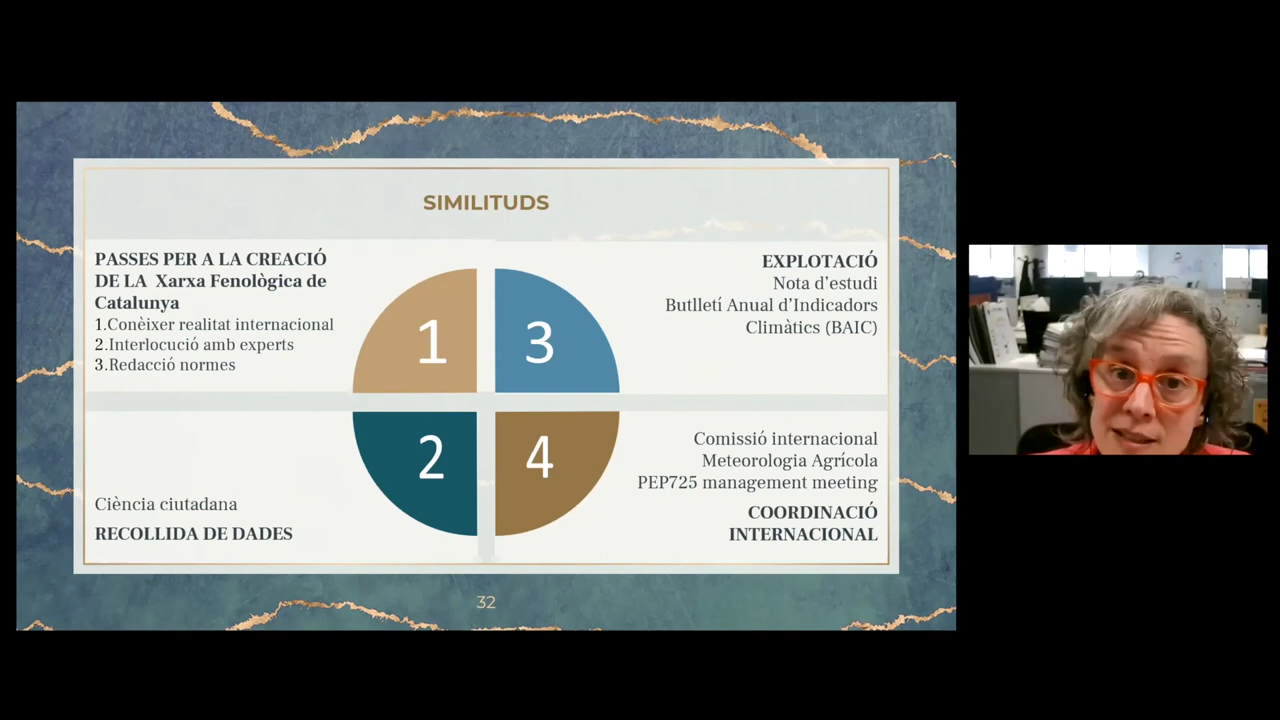 SIMILITUDS
PASSES PER A LA CREACIÓ
DE LA Xarxa Fenològica de
Catalunya
1.Conèixer realitat internacional
2.Interlocució amb experts
3.Redacció normes
1
3
EXPLOTACIÓ
Nota d'estudi
Butlletí Anual d'Indicadors
Climàtics (BAIC)
2
4
Ciència ciutadana
RECOLLIDA DE DADES
Comissió internacional
Meteorologia Agrícola
PEP725 management meeting
COORDINACIÓ
INTERNACIONAL
32